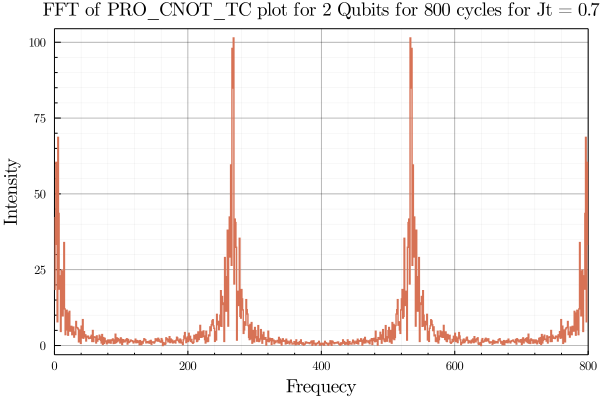 FFT of PRO_CNOT_TC plot for 2 Qubits for 800 cycles for Jt = 0.7
100
75
50
25
0
Intensity
0 200 400 600 800
Frequecy